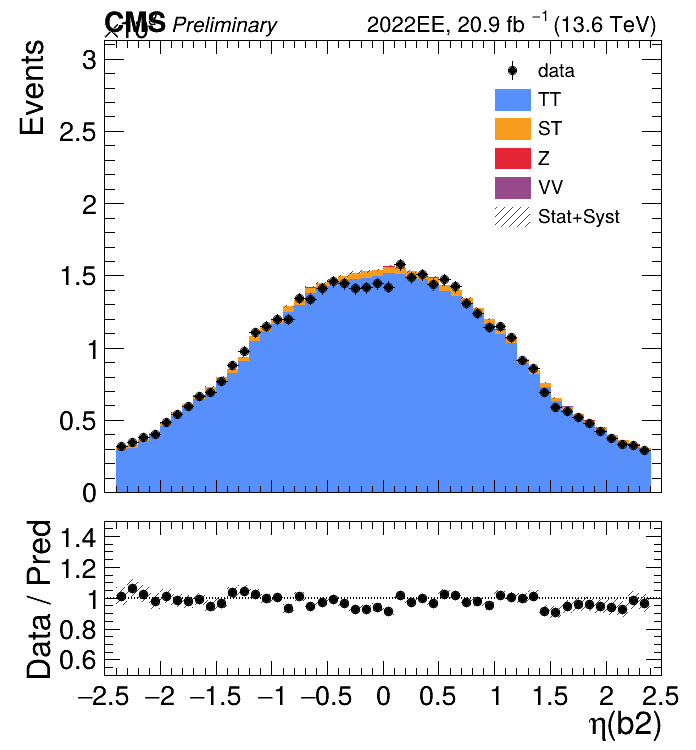 CMS Preliminary 2022EE, 20.9 fb⁻¹ (13.6 TeV)
Events
3
2.5
2
1.5
1
0.5
0
data
TT
ST
Z
VV
Stat+Syst
Data / Pred
1.4
1.2
1
0.8
0.6
−2.5 −2 −1.5 −1 −0.5 0 0.5 1 1.5 2 2.5
η(b2)